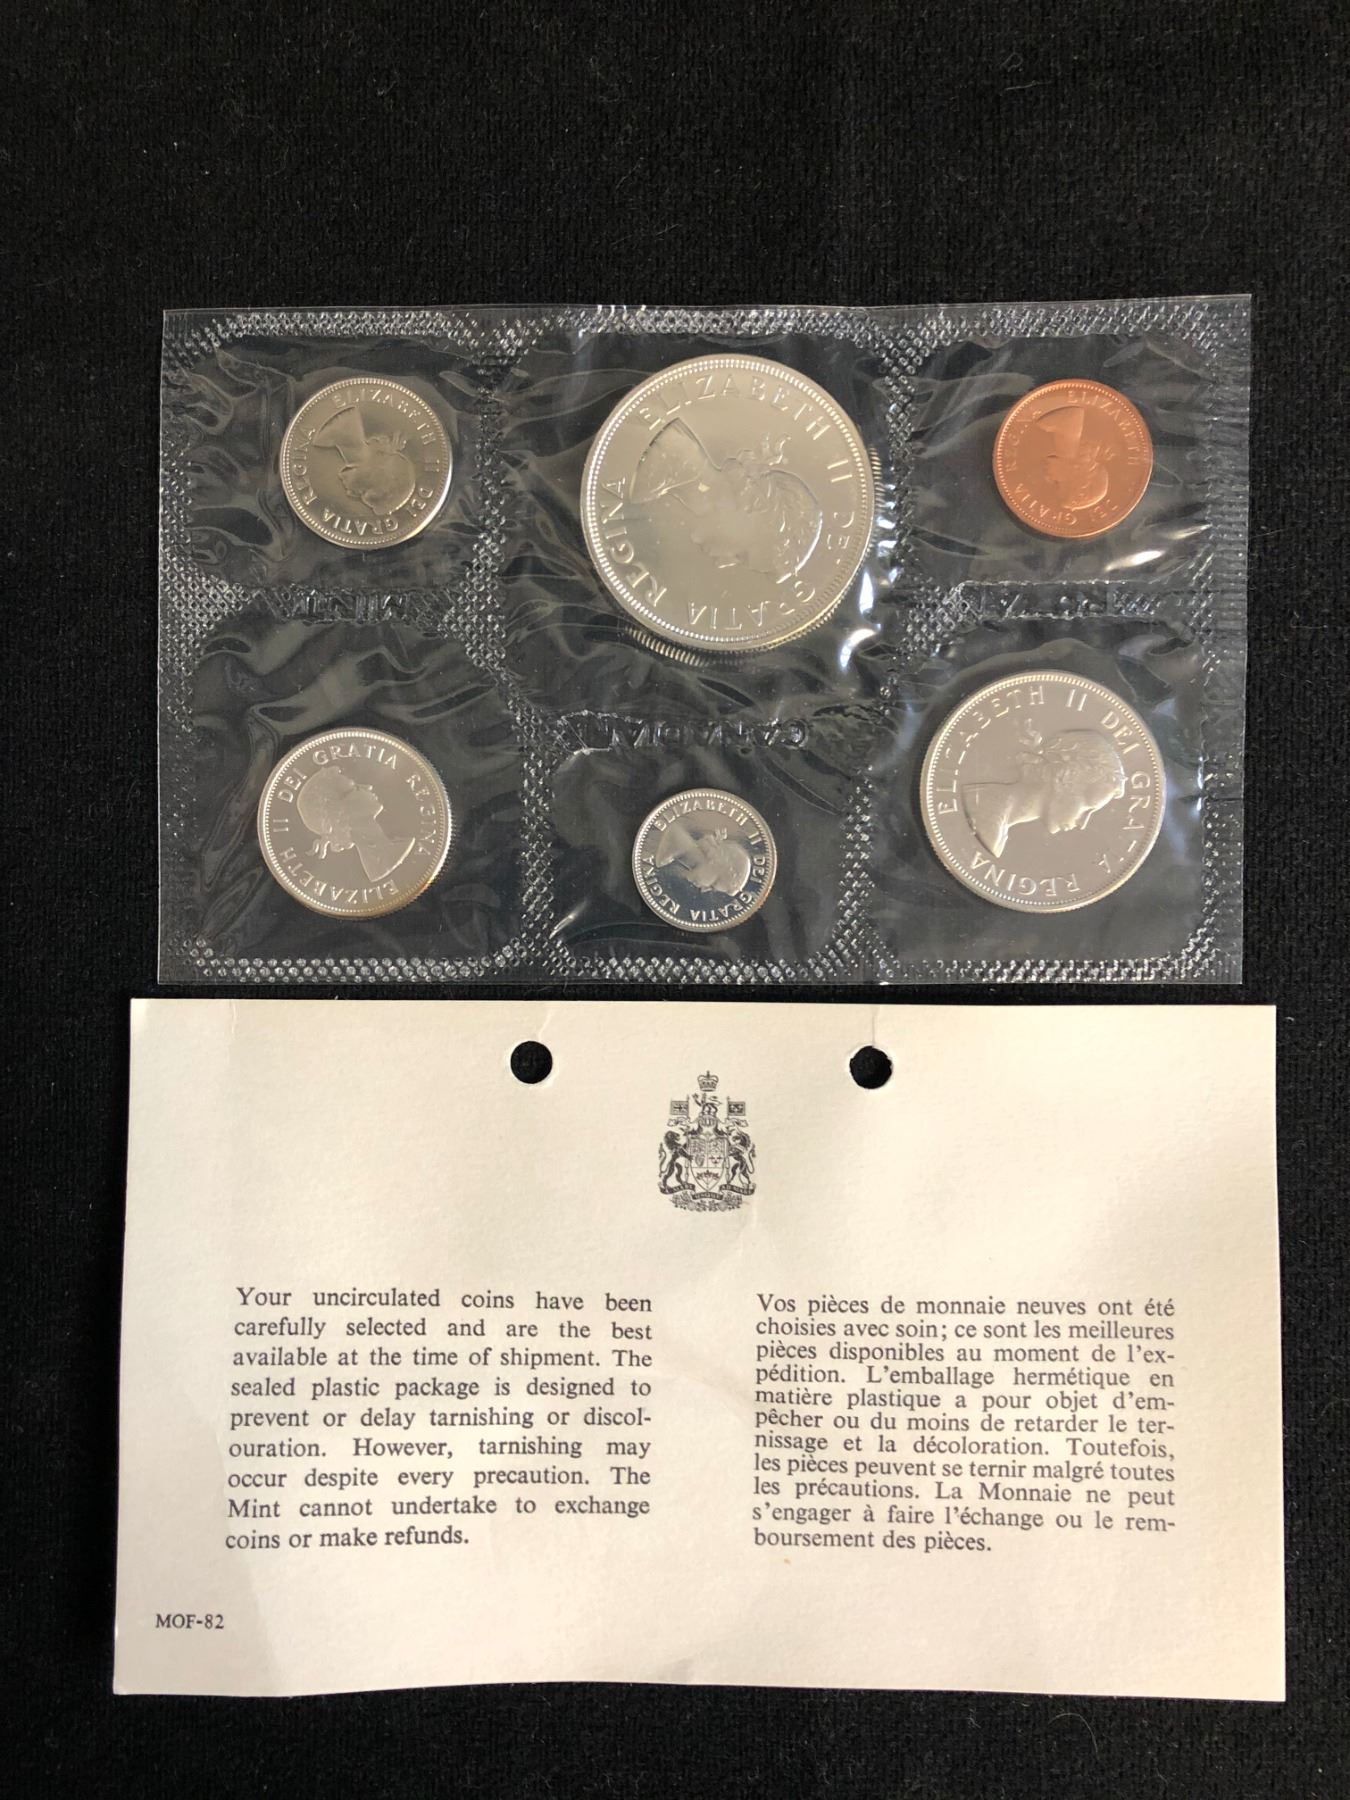 ELIZABETH II DEI GRATIA REGINA
ELIZABETH II DEI GRATIA REGINA
ELIZABETH II DEI GRATIA REGINA
MINT
ELIZABETH II DEI GRATIA REGINA
CANADIAN
ELIZABETH II DEI GRATIA REGINA
ELIZABETH II DEI GRATIA REGINA
Your uncirculated coins have been
carefully selected and are the best
available at the time of shipment. The
sealed plastic package is designed to
prevent or delay tarnishing or discol-
ouration. However, tarnishing may
occur despite every precaution. The
Mint cannot undertake to exchange
coins or make refunds.
Vos pièces de monnaie neuves ont été
choisies avec soin; ce sont les meilleures
pièces disponibles au moment de l'ex-
pédition. L'emballage hermétique en
matière plastique a pour objet d'em-
pêcher ou du moins de retarder le ter-
nissage et la décoloration. Toutefois,
les pièces peuvent se ternir malgré toutes
les précautions. La Monnaie ne peut
s'engager à faire l'échange ou le rem-
boursement des pièces.
MOF-82